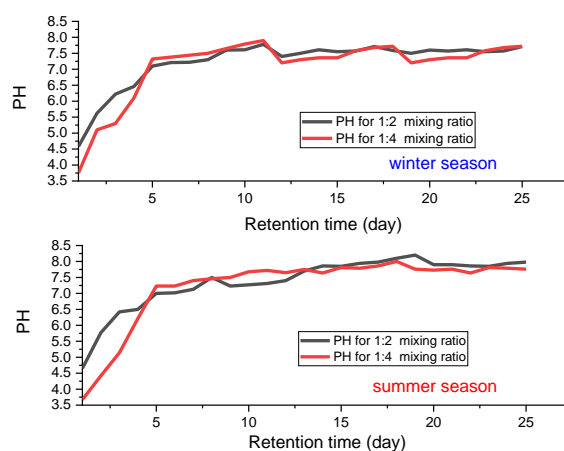 8.5
8.0
7.5
7.0
6.5
6.0
5.5
5.0
4.5
4.0
3.5
PH
PH for 1:2 mixing ratio
PH for 1:4 mixing ratio
winter season
5 10 15 20 25
Retention time (day)
8.5
8.0
7.5
7.0
6.5
6.0
5.5
5.0
4.5
4.0
3.5
PH
PH for 1:2 mixing ratio
PH for 1:4 mixing ratio
summer season
5 10 15 20 25
Retention time (day)